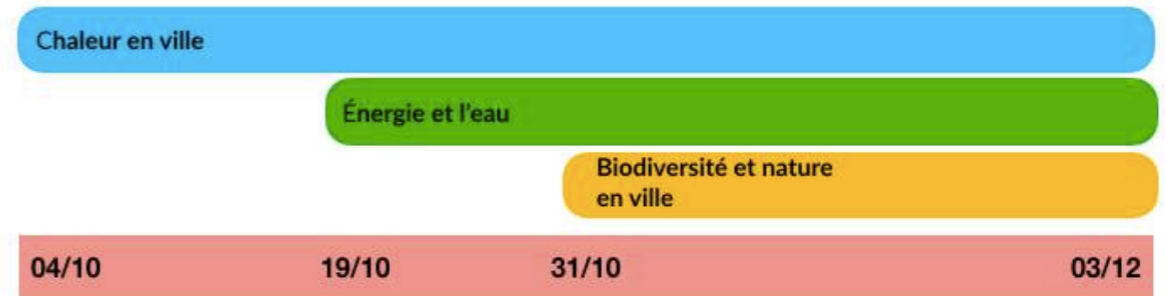 Chaleur en ville
Énergie et l'eau
Biodiversité et nature
en ville
04/10 19/10 31/10 03/12